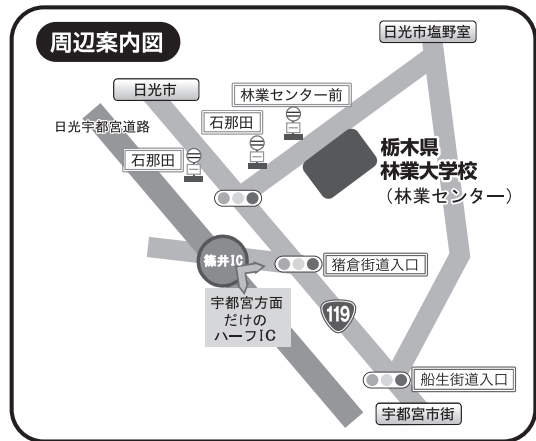 周辺案内図
日光市塩野室
日光市
林業センター前
石那田
日光宇都宮道路
石那田
栃木県
林業大学校
（林業センター）
篠井IC
猪倉街道入口
宇都宮方面
だけの
ハーフIC
119
船生街道入口
宇都宮市街